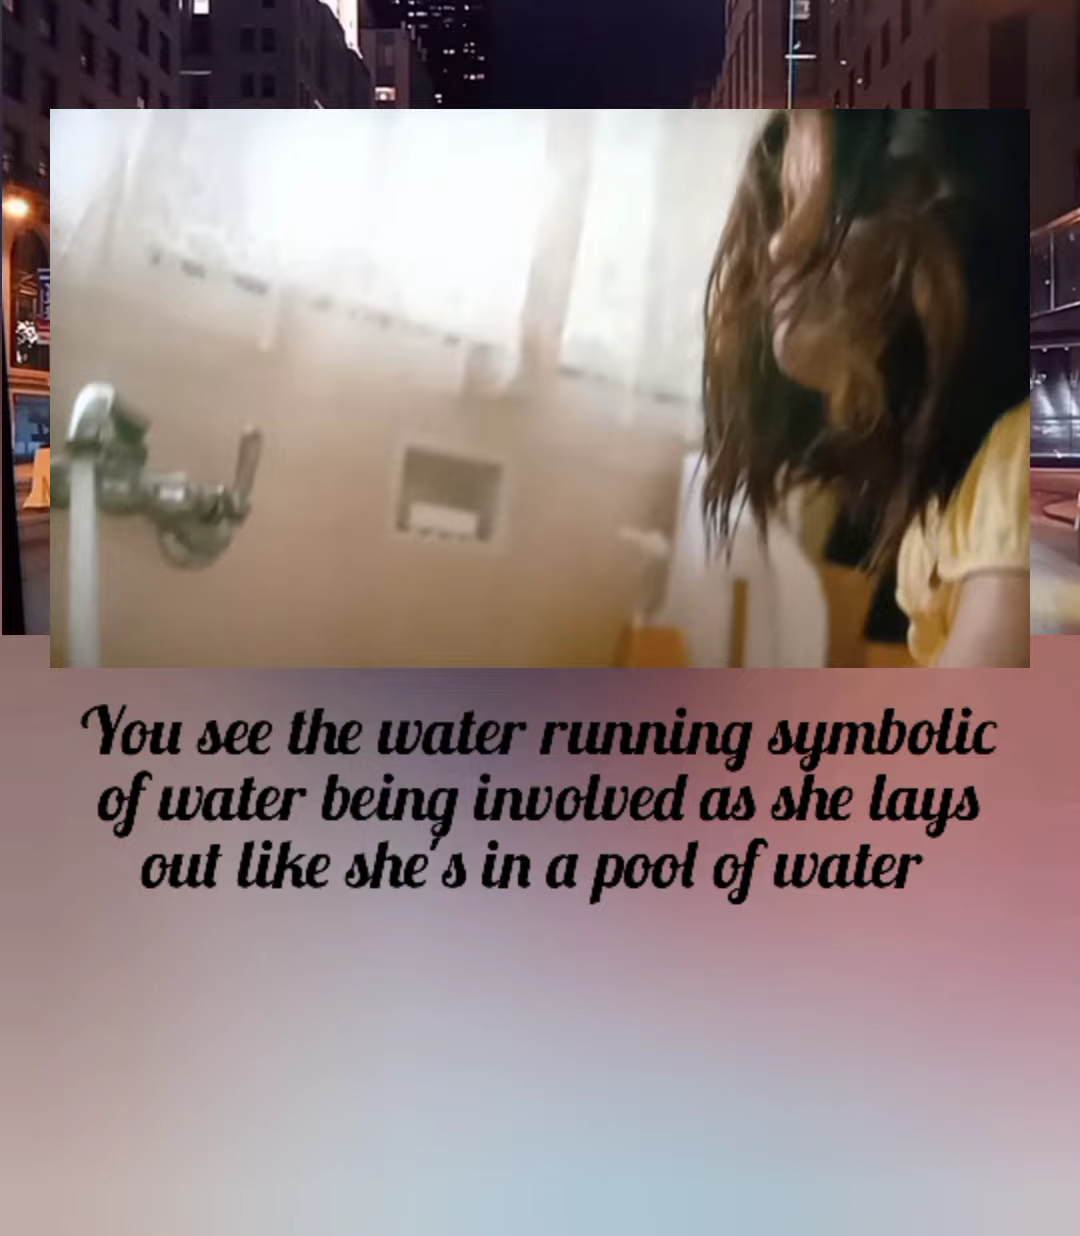 You see the water running symbolic
of water being involved as she lays
out like she's in a pool of water